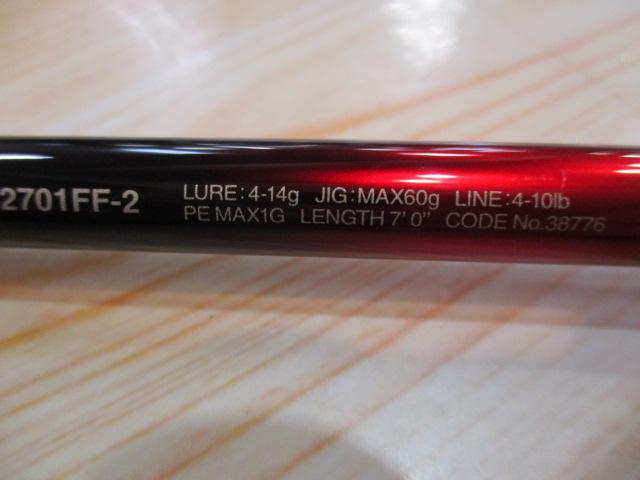 2701FF-2
LURE:4-14g JIG:MAX60g LINE:4-10lb
PE MAX1G LENGTH 7' 0" CODE No.38776